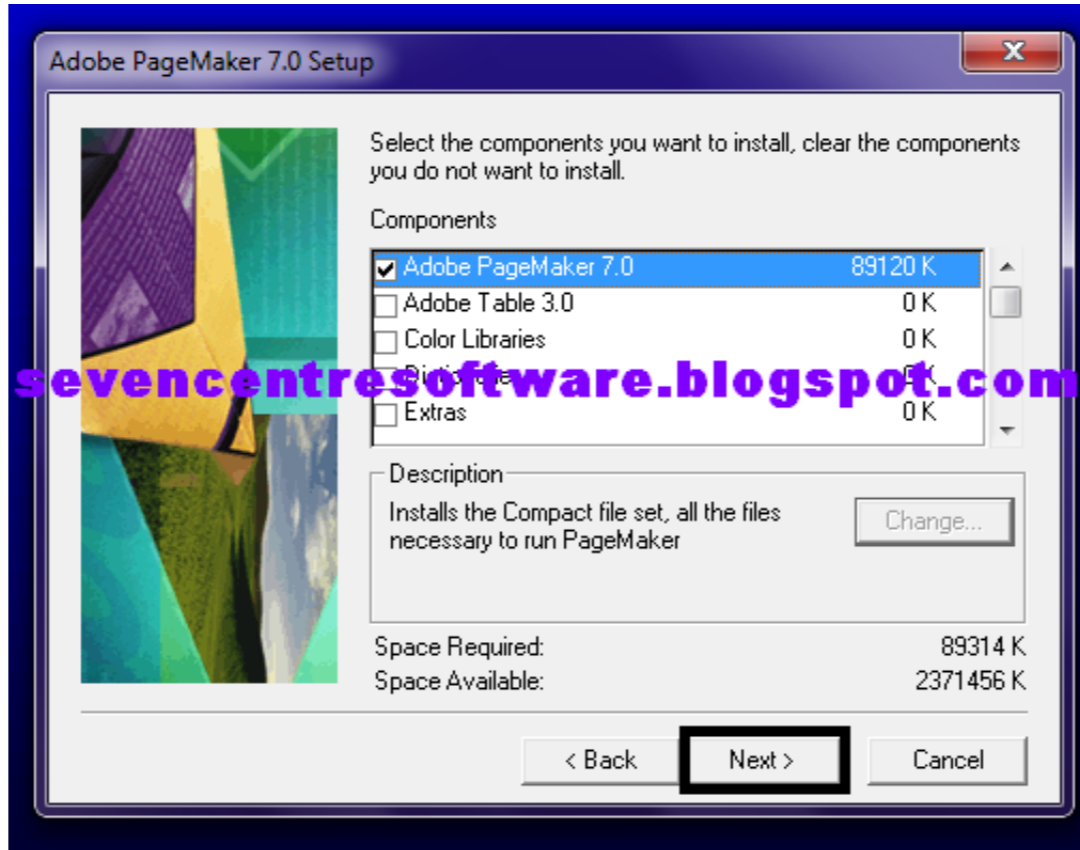 Adobe PageMaker 7.0 Setup
Select the components you want to install, clear the components
you do not want to install.
Components
Adobe PageMaker 7.0 89120 K
Adobe Table 3.0 0 K
Color Libraries 0 K
sevencentresoftware.blogspot.com
Extras 0 K
Description
Installs the Compact file set, all the files
necessary to run PageMaker
Change...
Space Required: 89314 K
Space Available: 2371456 K
< Back Next > Cancel